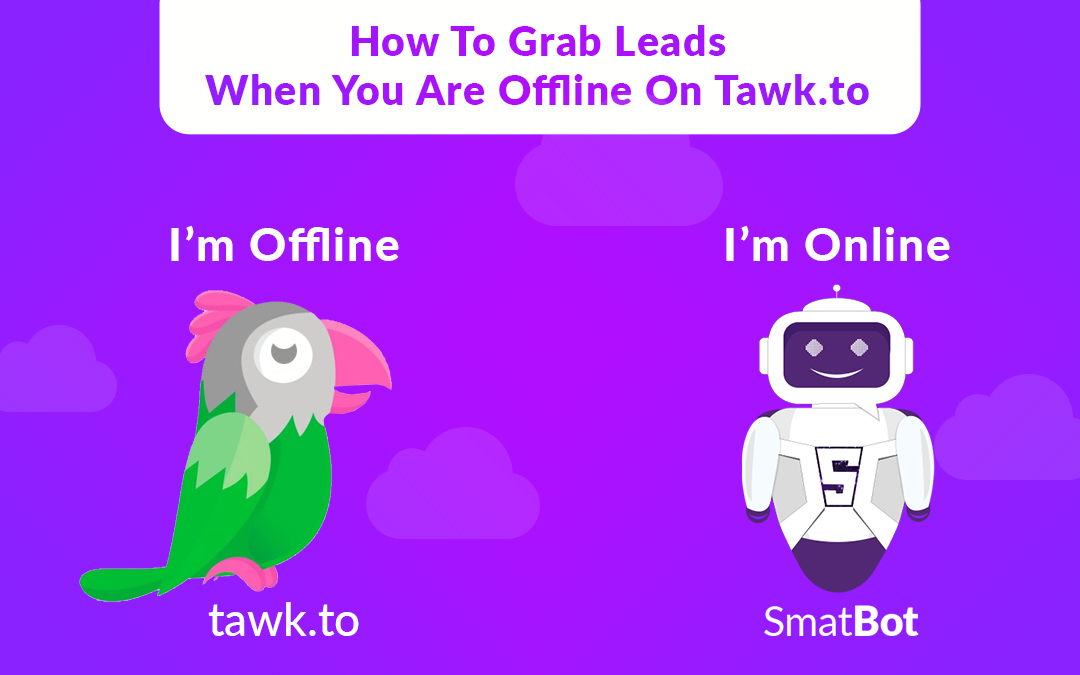 How To Grab Leads
When You Are Offline On Tawk.to
I'm Offline
I'm Online
S
tawk.to
SmatBot